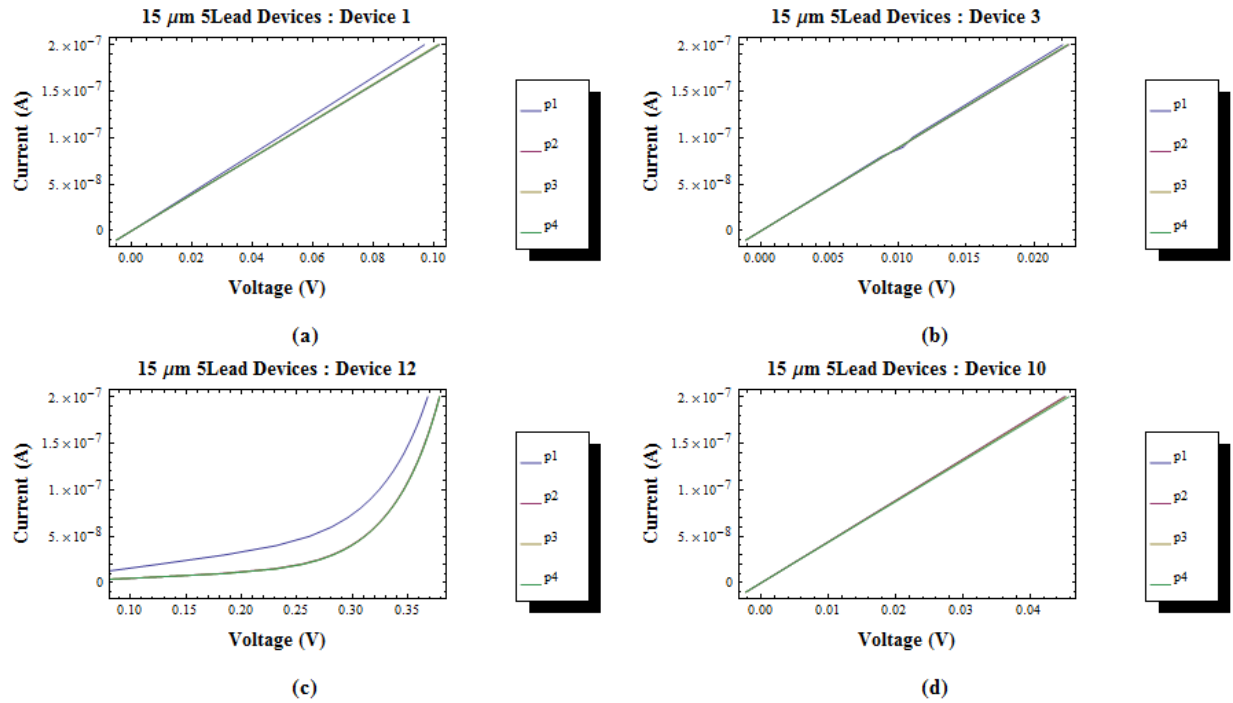 15 μm 5Lead Devices : Device 1
2.×10⁻⁷
1.5×10⁻⁷
1.×10⁻⁷
5.×10⁻⁸
0
Current (A)
0.00 0.02 0.04 0.06 0.08 0.10
Voltage (V)
p1
p2
p3
p4
(a)
15 μm 5Lead Devices : Device 3
2.×10⁻⁷
1.5×10⁻⁷
1.×10⁻⁷
5.×10⁻⁸
0
Current (A)
0.000 0.005 0.010 0.015 0.020
Voltage (V)
p1
p2
p3
p4
(b)
15 μm 5Lead Devices : Device 12
2.×10⁻⁷
1.5×10⁻⁷
1.×10⁻⁷
5.×10⁻⁸
0
Current (A)
0.10 0.15 0.20 0.25 0.30 0.35
Voltage (V)
p1
p2
p3
p4
(c)
15 μm 5Lead Devices : Device 10
2.×10⁻⁷
1.5×10⁻⁷
1.×10⁻⁷
5.×10⁻⁸
0
Current (A)
0.00 0.01 0.02 0.03 0.04
Voltage (V)
p1
p2
p3
p4
(d)